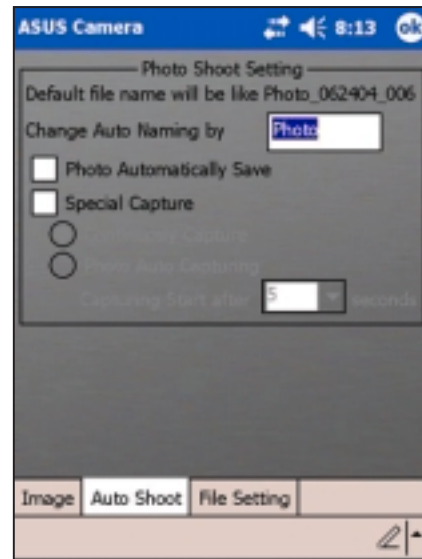 ASUS Camera 8:13 ok
Photo Shoot Setting
Default file name will be like Photo_062404_006
Change Auto Naming by Photo
Photo Automatically Save
Special Capture
Capture
Photo Auto Capturing
Capturing Start after 5 seconds
Image Auto Shoot File Setting